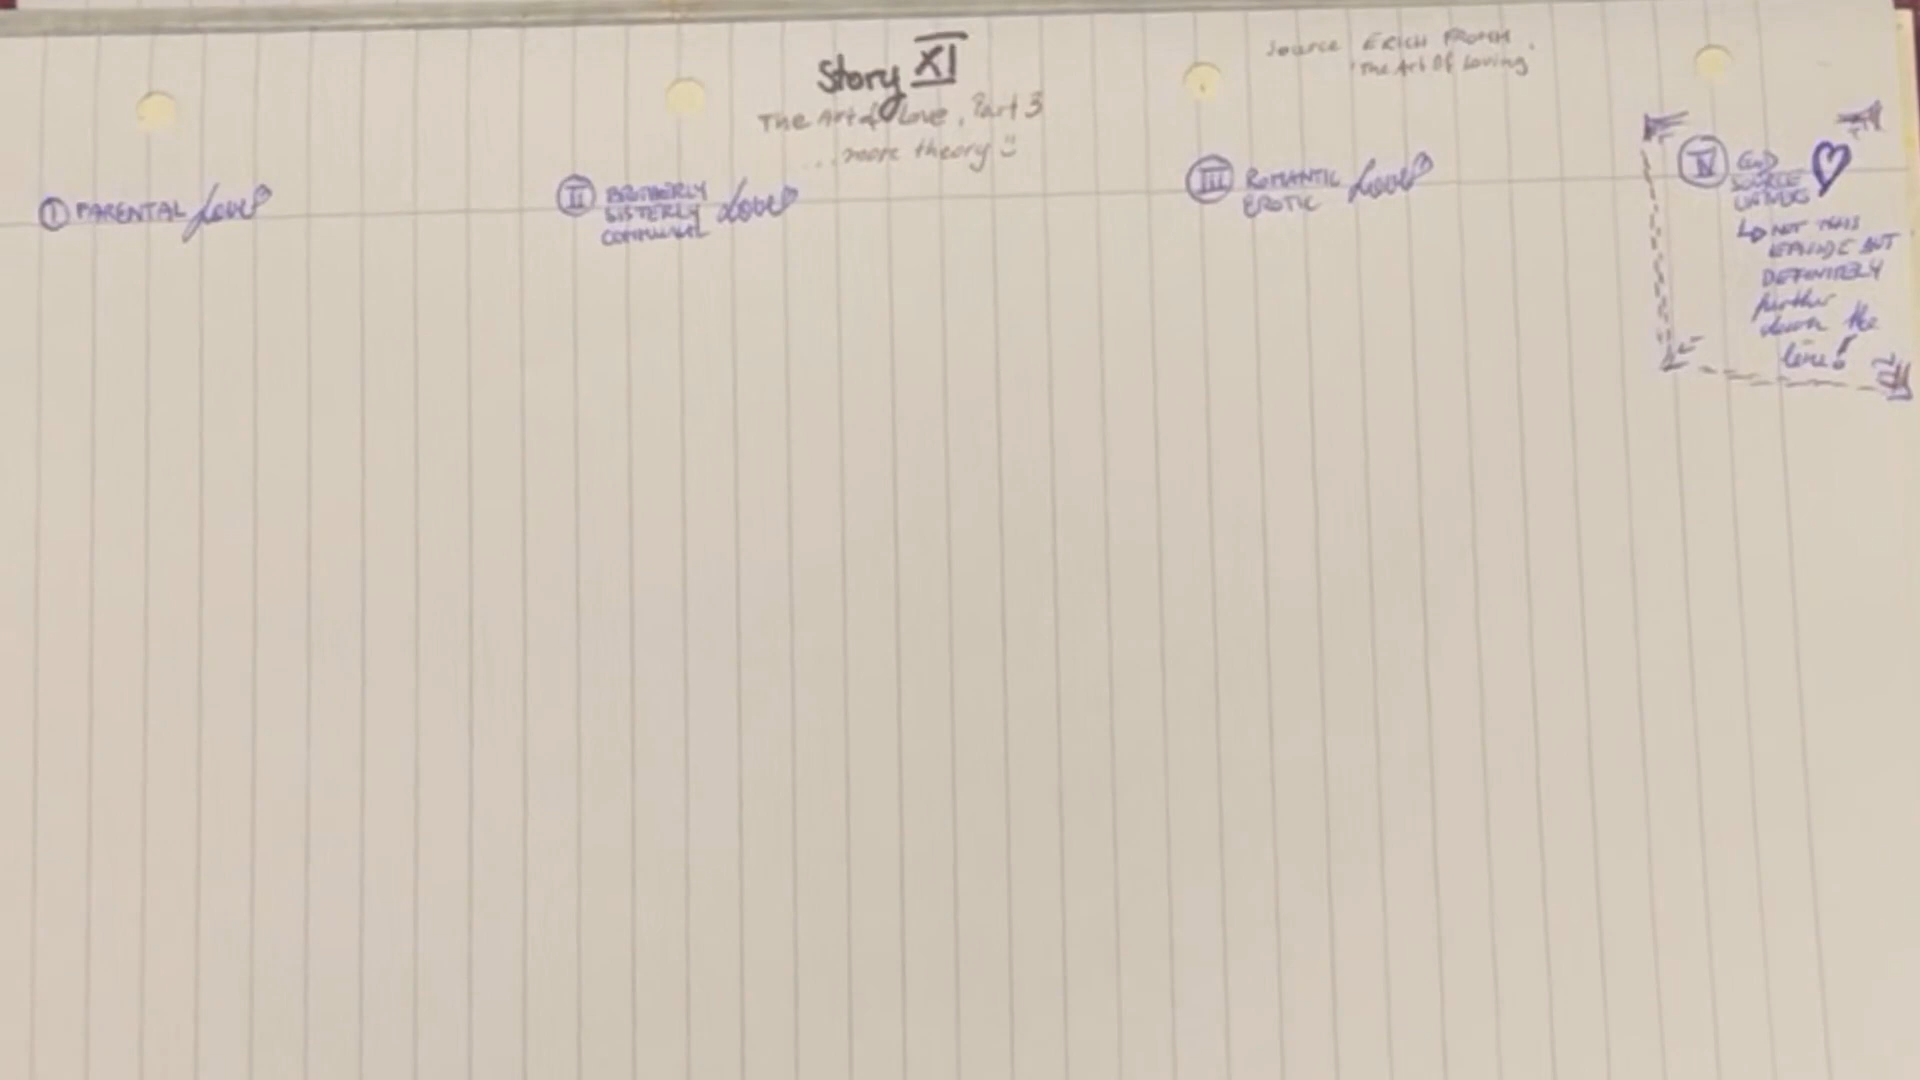 Story XI
The Art of Love, Part 3
...more theory
Source ERICH FROMM,
'The Art Of Loving'
I PARENTAL Love
II BROTHERLY
SISTERLY
COMMUNAL Love
III ROMANTIC
EROTIC Love
IV GOD
SOURCE
NOT THIS
EPISODE BUT
DEFINITELY
further
down the
line!